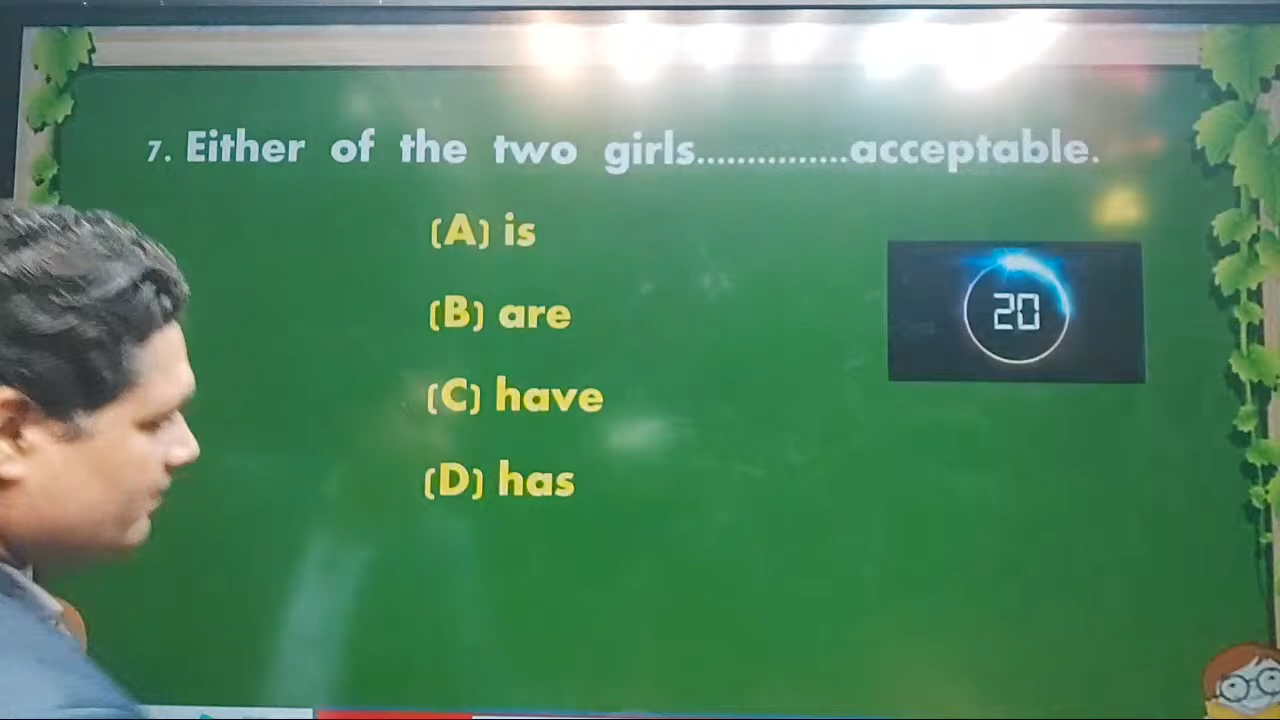 7. Either of the two girls...............acceptable.
(A) is
(B) are
20
(C) have
(D) has